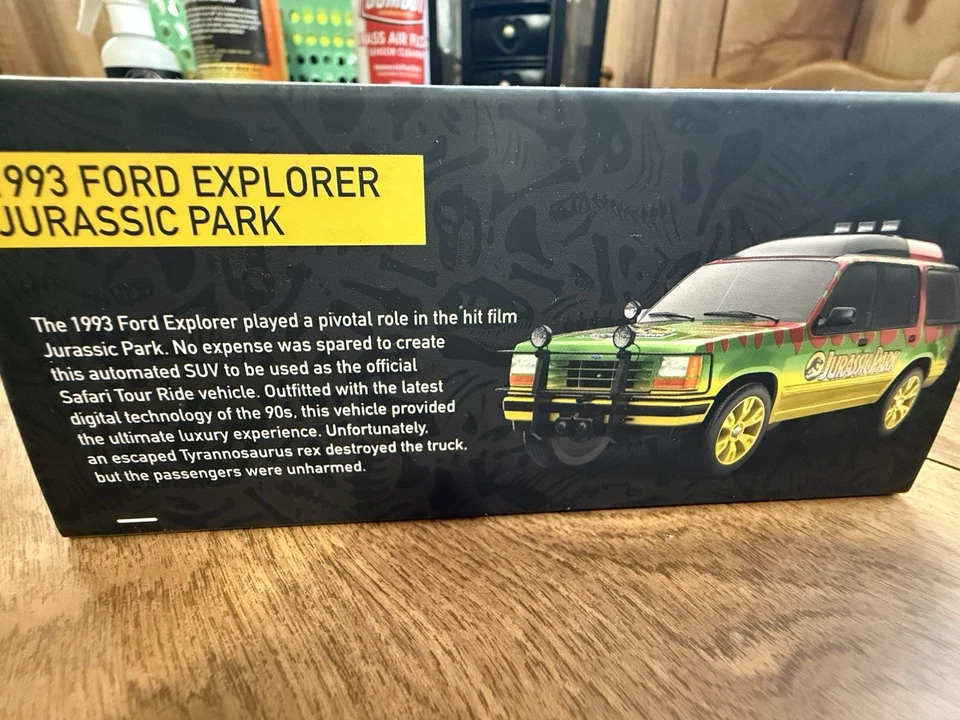 1993 FORD EXPLORER
JURASSIC PARK
The 1993 Ford Explorer played a pivotal role in the hit film
Jurassic Park. No expense was spared to create
this automated SUV to be used as the official
Safari Tour Ride vehicle. Outfitted with the latest
digital technology of the 90s, this vehicle provided
the ultimate luxury experience. Unfortunately,
an escaped Tyrannosaurus rex destroyed the truck,
but the passengers were unharmed.
JURASSIC PARK